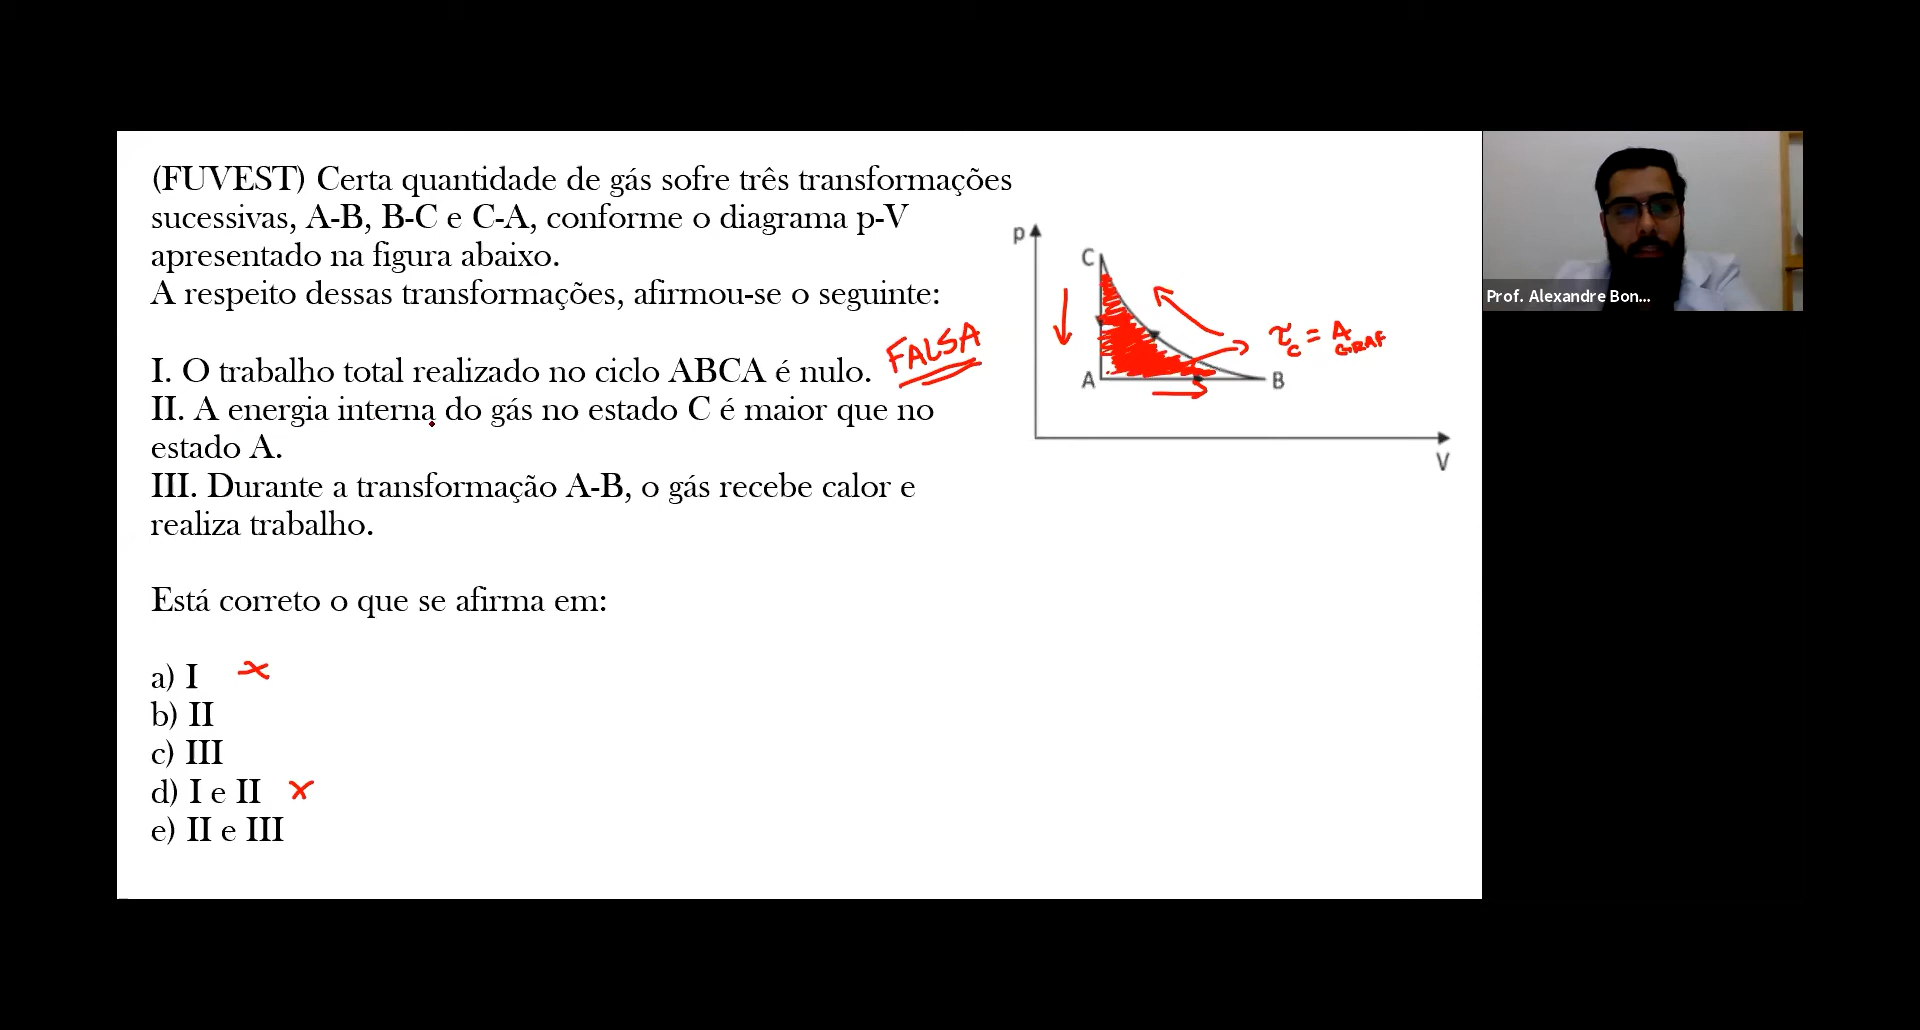 (FUVEST) Certa quantidade de gás sofre três transformações
sucessivas, A-B, B-C e C-A, conforme o diagrama p-V
apresentado na figura abaixo.
A respeito dessas transformações, afirmou-se o seguinte:
I. O trabalho total realizado no ciclo ABCA é nulo.
FALSA
II. A energia interna do gás no estado C é maior que no
estado A.
III. Durante a transformação A-B, o gás recebe calor e
realiza trabalho.
Está correto o que se afirma em:
a) I x
b) II
c) III
d) I e II x
e) II e III
p
C
A
B
V
τc = A GRAF
Prof. Alexandre Bon...